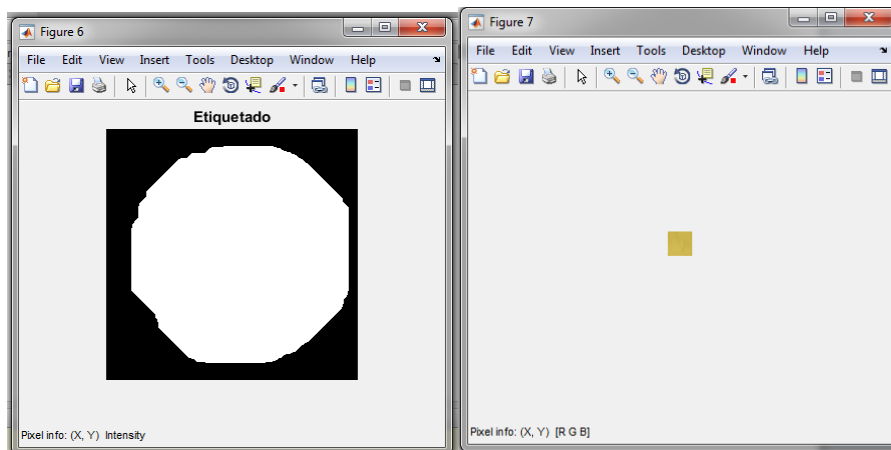 Figure 6
File Edit View Insert Tools Desktop Window Help
Etiquetado
Pixel info: (X, Y) Intensity
Figure 7
File Edit View Insert Tools Desktop Window Help
Pixel info: (X, Y) [R G B]